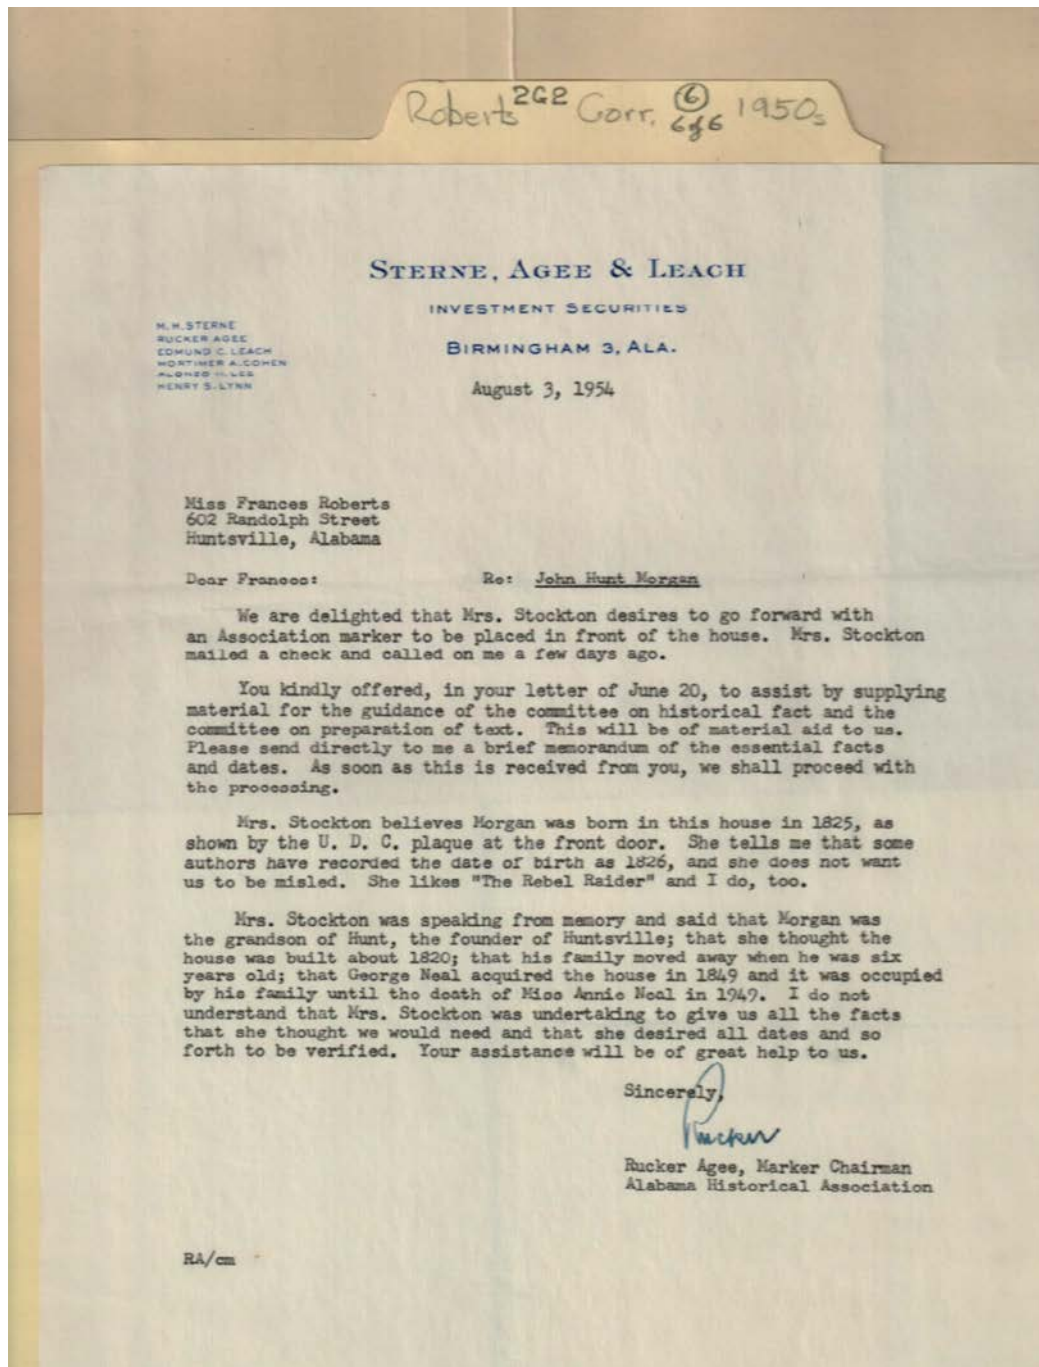 Roberts 2G2 Corr. 6 1950s
6 of 6
STERNE, AGEE & LEACH
INVESTMENT SECURITIES
BIRMINGHAM 3, ALA.
M. H. STERNE
RUCKER AGEE
EDMUND C. LEACH
MORTIMER A. COHEN
ALONZO H. LEE
HENRY S. LYNN
August 3, 1954
Miss Frances Roberts
602 Randolph Street
Huntsville, Alabama
Dear Frances: Re: John Hunt Morgan
We are delighted that Mrs. Stockton desires to go forward with
an Association marker to be placed in front of the house. Mrs. Stockton
mailed a check and called on me a few days ago.
You kindly offered, in your letter of June 20, to assist by supplying
material for the guidance of the committee on historical fact and the
committee on preparation of text. This will be of material aid to us.
Please send directly to me a brief memorandum of the essential facts
and dates. As soon as this is received from you, we shall proceed with
the processing.
Mrs. Stockton believes Morgan was born in this house in 1825, as
shown by the U. D. C. plaque at the front door. She tells me that some
authors have recorded the date of birth as 1826, and she does not want
us to be misled. She likes "The Rebel Raider" and I do, too.
Mrs. Stockton was speaking from memory and said that Morgan was
the grandson of Hunt, the founder of Huntsville; that she thought the
house was built about 1820; that his family moved away when he was six
years old; that George Neal acquired the house in 1849 and it was occupied
by his family until the death of Miss Annie Neal in 1949. I do not
understand that Mrs. Stockton was undertaking to give us all the facts
that she thought we would need and that she desired all dates and so
forth to be verified. Your assistance will be of great help to us.
Sincerely,
Rucker
Rucker Agee, Marker Chairman
Alabama Historical Association
RA/cm